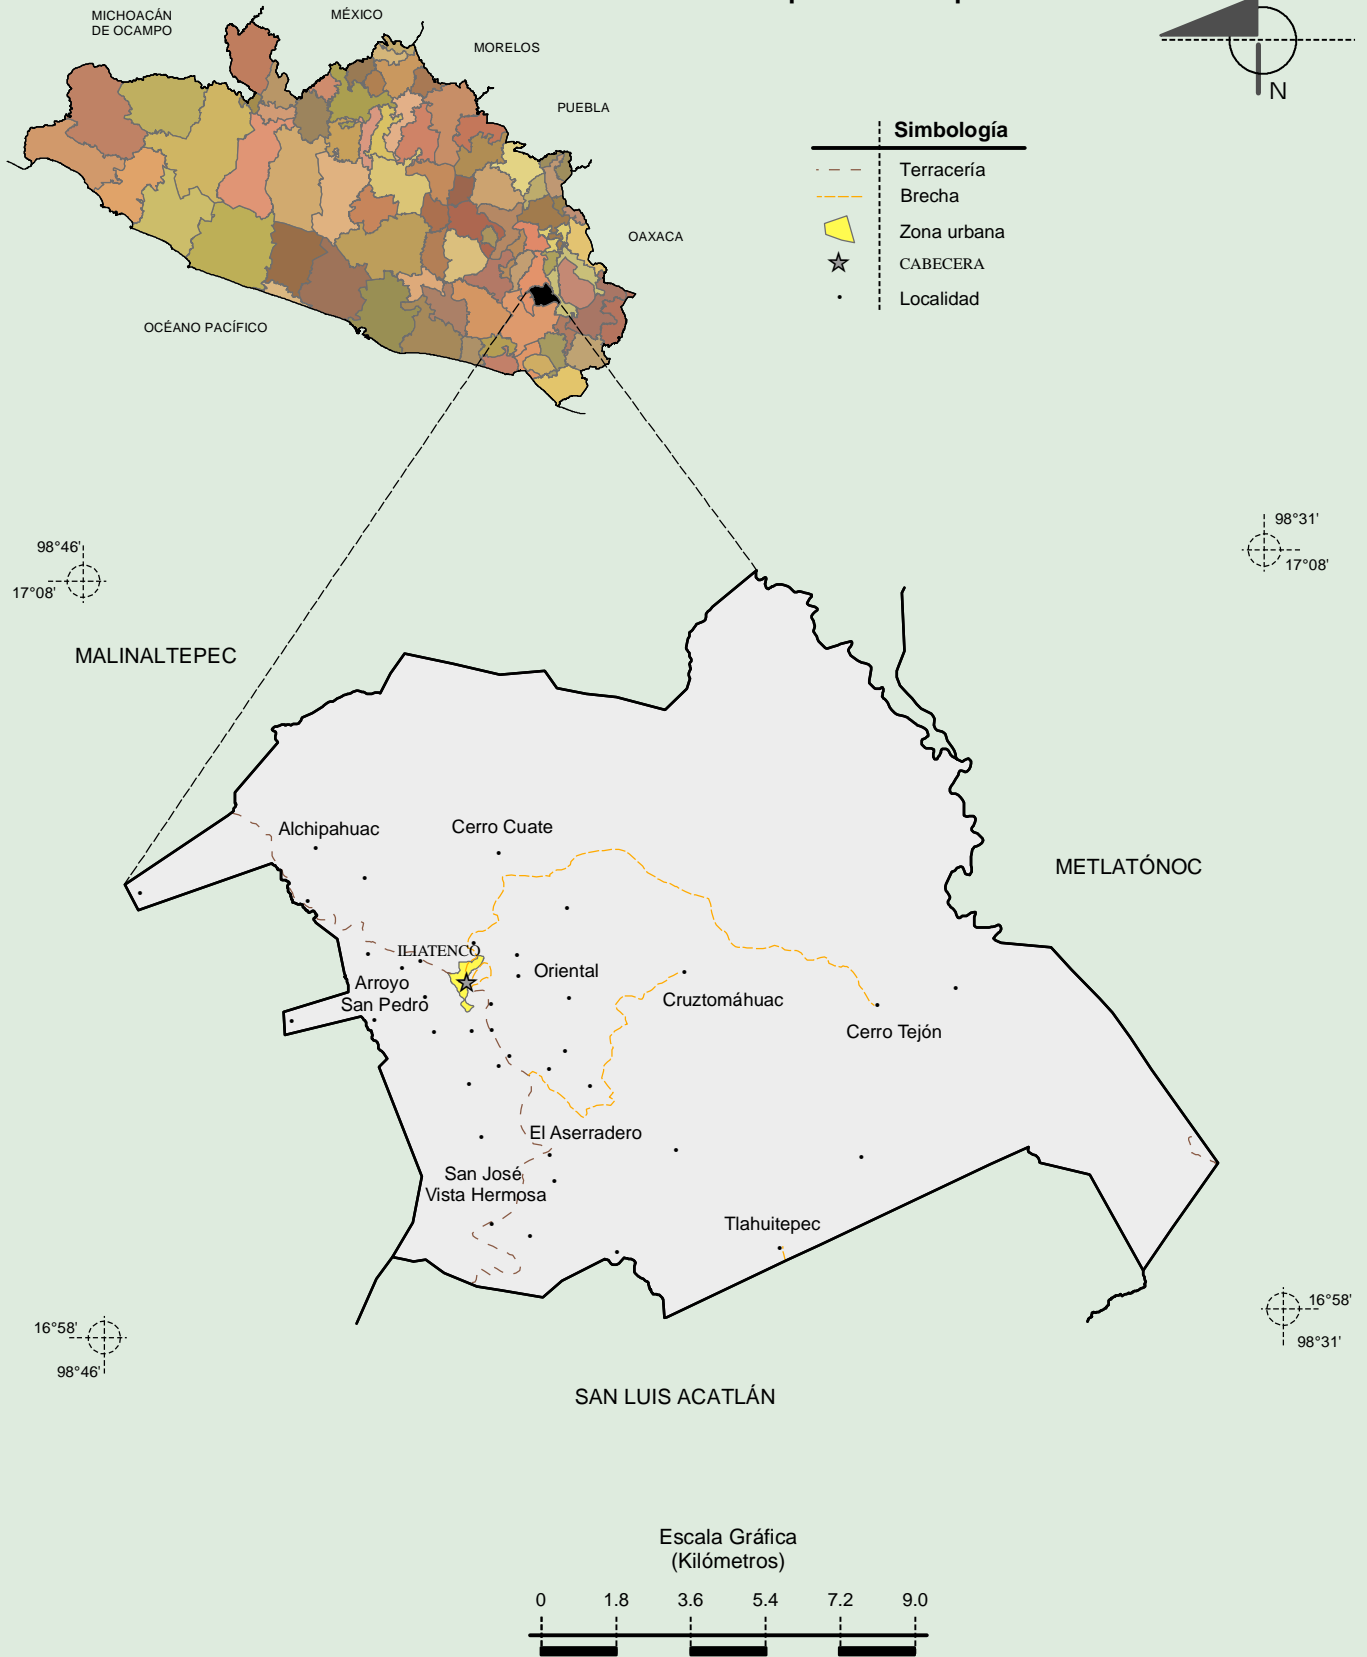 MICHOACÁN
DE OCAMPO
MÉXICO
MORELOS
PUEBLA
OAXACA
OCÉANO PACÍFICO
N
Simbología
Terracería
Brecha
Zona urbana
CABECERA
Localidad
98°46'
17°08'
98°31'
17°08'
MALINALTEPEC
METLATÓNOC
Alchipahuac
Cerro Cuate
ILIATENCO
Oriental
Arroyo
San Pedro
Cruztomáhuac
Cerro Tejón
El Aserradero
San José
Vista Hermosa
Tlahuitepec
16°58'
98°46'
16°58'
98°31'
SAN LUIS ACATLÁN
Escala Gráfica
(Kilómetros)
0 1.8 3.6 5.4 7.2 9.0